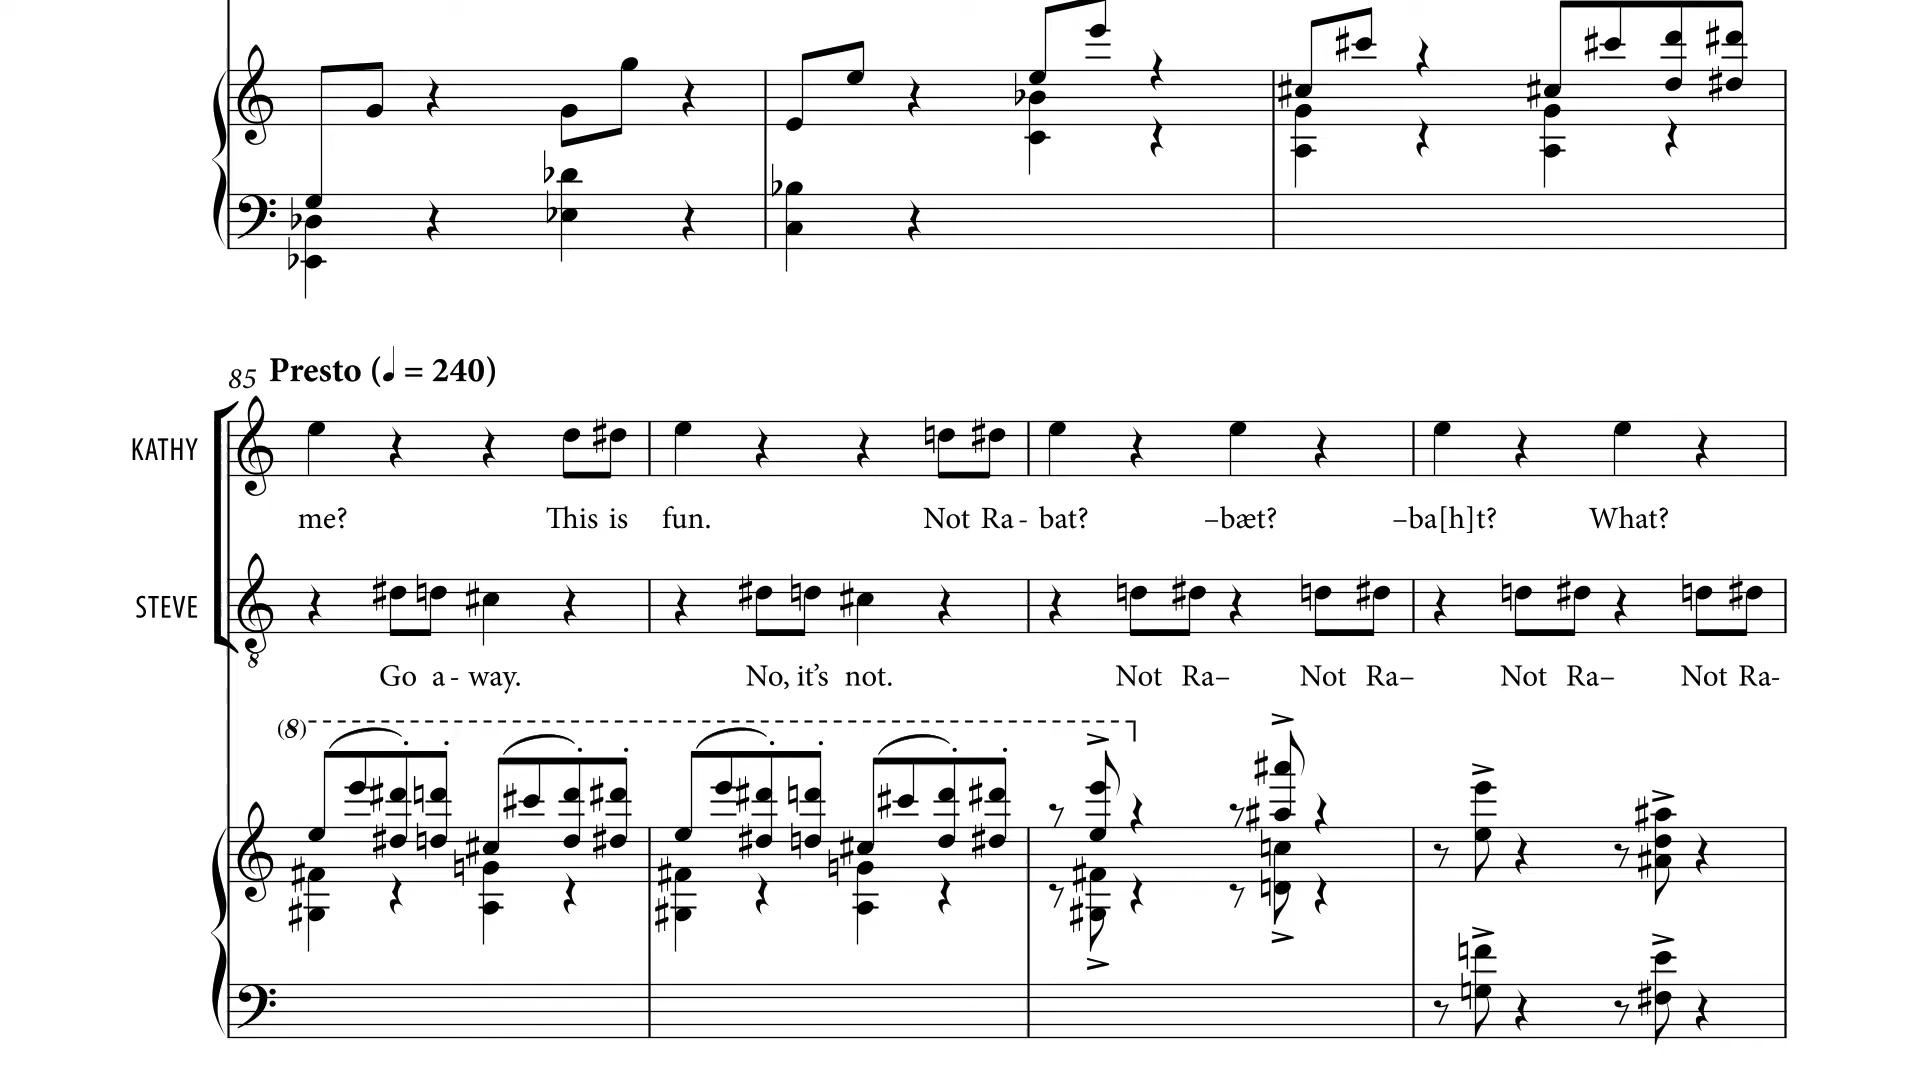 85 Presto (♩ = 240)
KATHY
me? This is fun. Not Ra - bat? –bæt? –ba[h]t? What?
STEVE
8
Go a - way. No, it’s not. Not Ra– Not Ra– Not Ra– Not Ra-
(8)